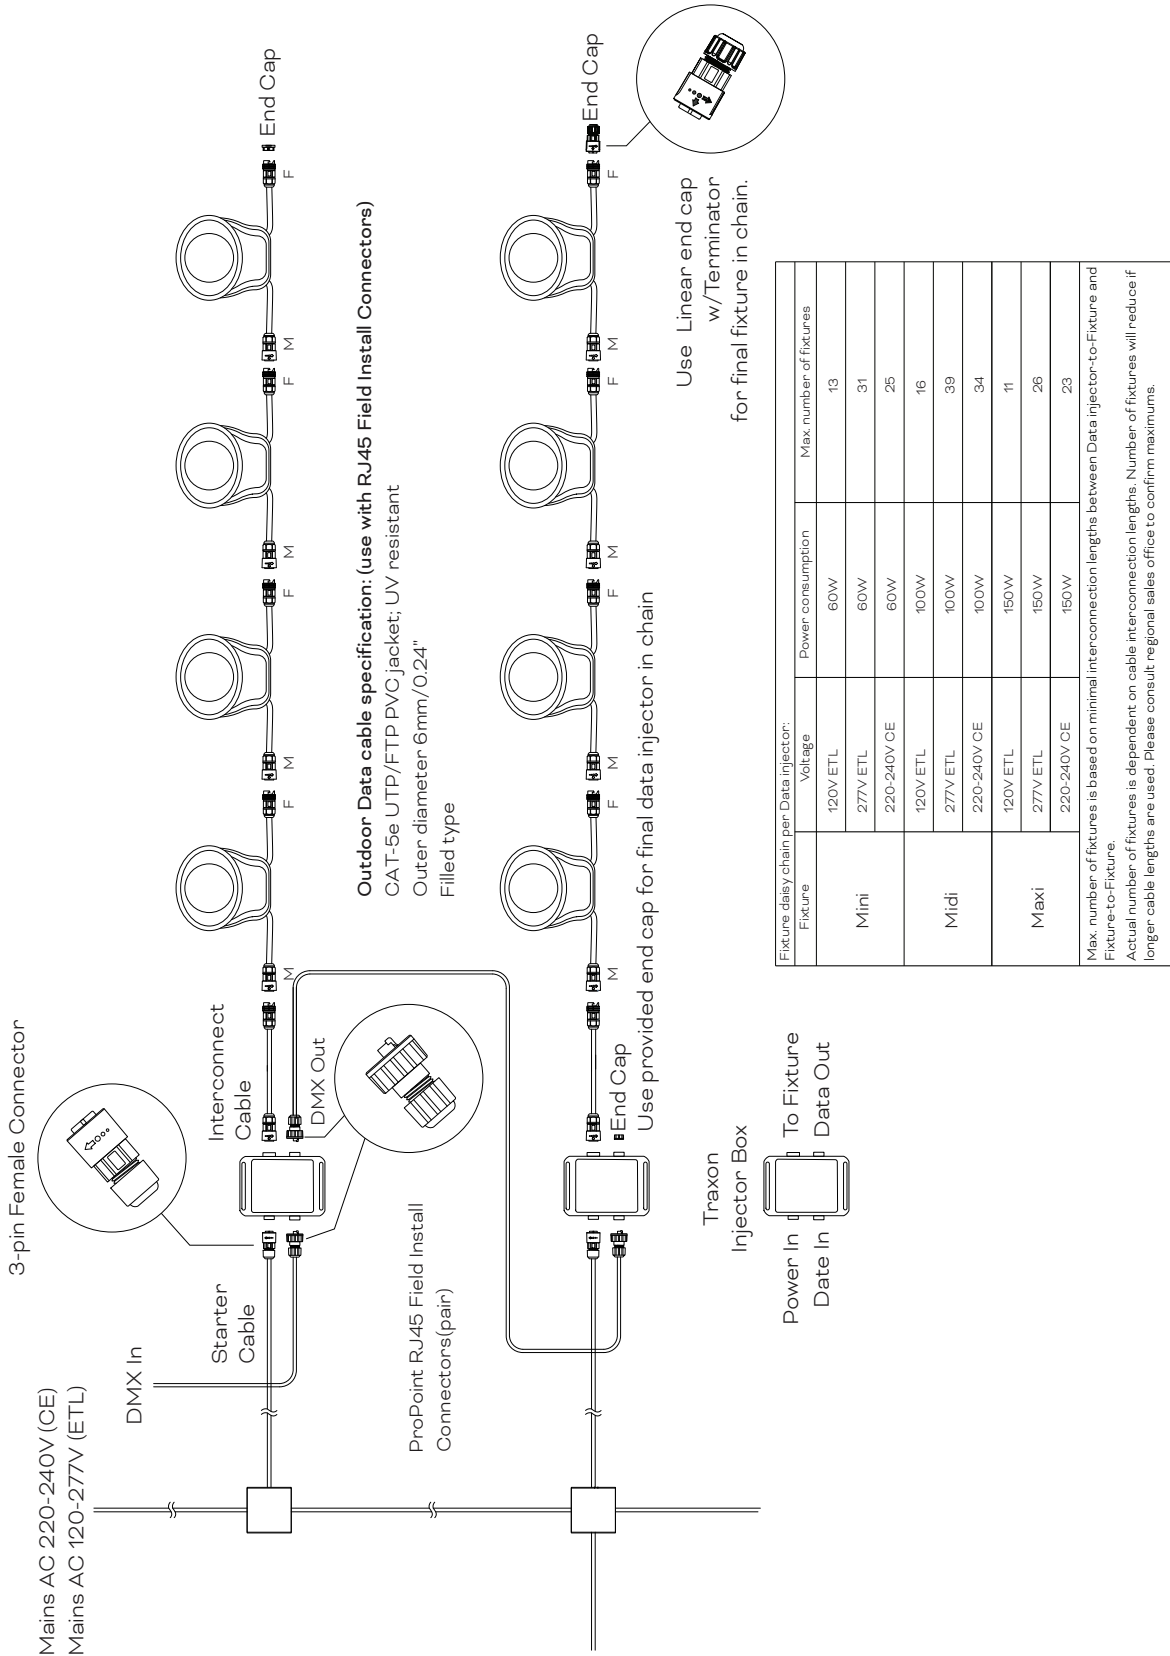 Mains AC 220-240V (CE)
Mains AC 120-277V (ETL)
3-pin Female Connector
DMX In
Starter
Cable
Interconnect
Cable
DMX Out
M
F
M
F
M
F
M
F
End Cap
ProPoint RJ45 Field Install
Connectors(pair)
Outdoor Data cable specification: (use with RJ45 Field Install Connectors)
CAT-5e UTP/FTP PVC jacket; UV resistant
Outer diameter 6mm/0.24"
Filled type
M
F
M
F
M
F
M
F
End Cap
End Cap
Use provided end cap for final data injector in chain
Use Linear end cap
w/Terminator
for final fixture in chain.
Traxon
Injector Box
Power In
To Fixture
Date In
Data Out
Fixture daisy chain per Data injector:
Fixture Voltage Power consumption Max. number of fixtures
Mini 120V ETL 60W 13
277V ETL 60W 31
220-240V CE 60W 25
Midi 120V ETL 100W 16
277V ETL 100W 39
220-240V CE 100W 34
Maxi 120V ETL 150W 11
277V ETL 150W 26
220-240V CE 150W 23
Max. number of fixtures is based on minimal interconnection lengths between Data injector-to-Fixture and
Fixture-to-Fixture.
Actual number of fixtures is dependent on cable interconnection lengths. Number of fixtures will reduce if
longer cable lengths are used. Please consult regional sales office to confirm maximums.